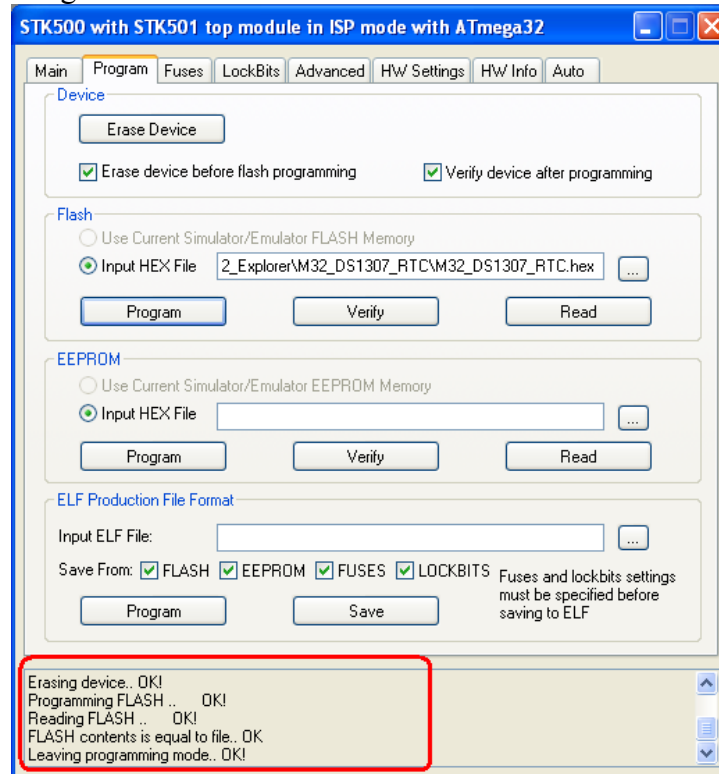 STK500 with STK501 top module in ISP mode with ATmega32
Main Program Fuses LockBits Advanced HW Settings HW Info Auto
Device
Erase Device
Erase device before flash programming Verify device after programming
Flash
Use Current Simulator/Emulator FLASH Memory
Input HEX File 2_Explorer\M32_DS1307_RTC\M32_DS1307_RTC.hex ...
Program Verify Read
EEPROM
Use Current Simulator/Emulator EEPROM Memory
Input HEX File ...
Program Verify Read
ELF Production File Format
Input ELF File: ...
Save From: FLASH EEPROM FUSES LOCKBITS
Fuses and lockbits settings
must be specified before
saving to ELF
Program Save
Erasing device.. OK!
Programming FLASH .. OK!
Reading FLASH .. OK!
FLASH contents is equal to file.. OK
Leaving programming mode.. OK!